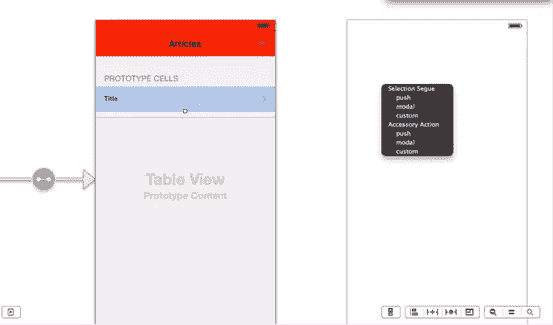 Articles
PROTOTYPE CELLS
Title
Table View
Prototype Content
Selection Segue
push
modal
custom
Accessory Action
push
modal
custom